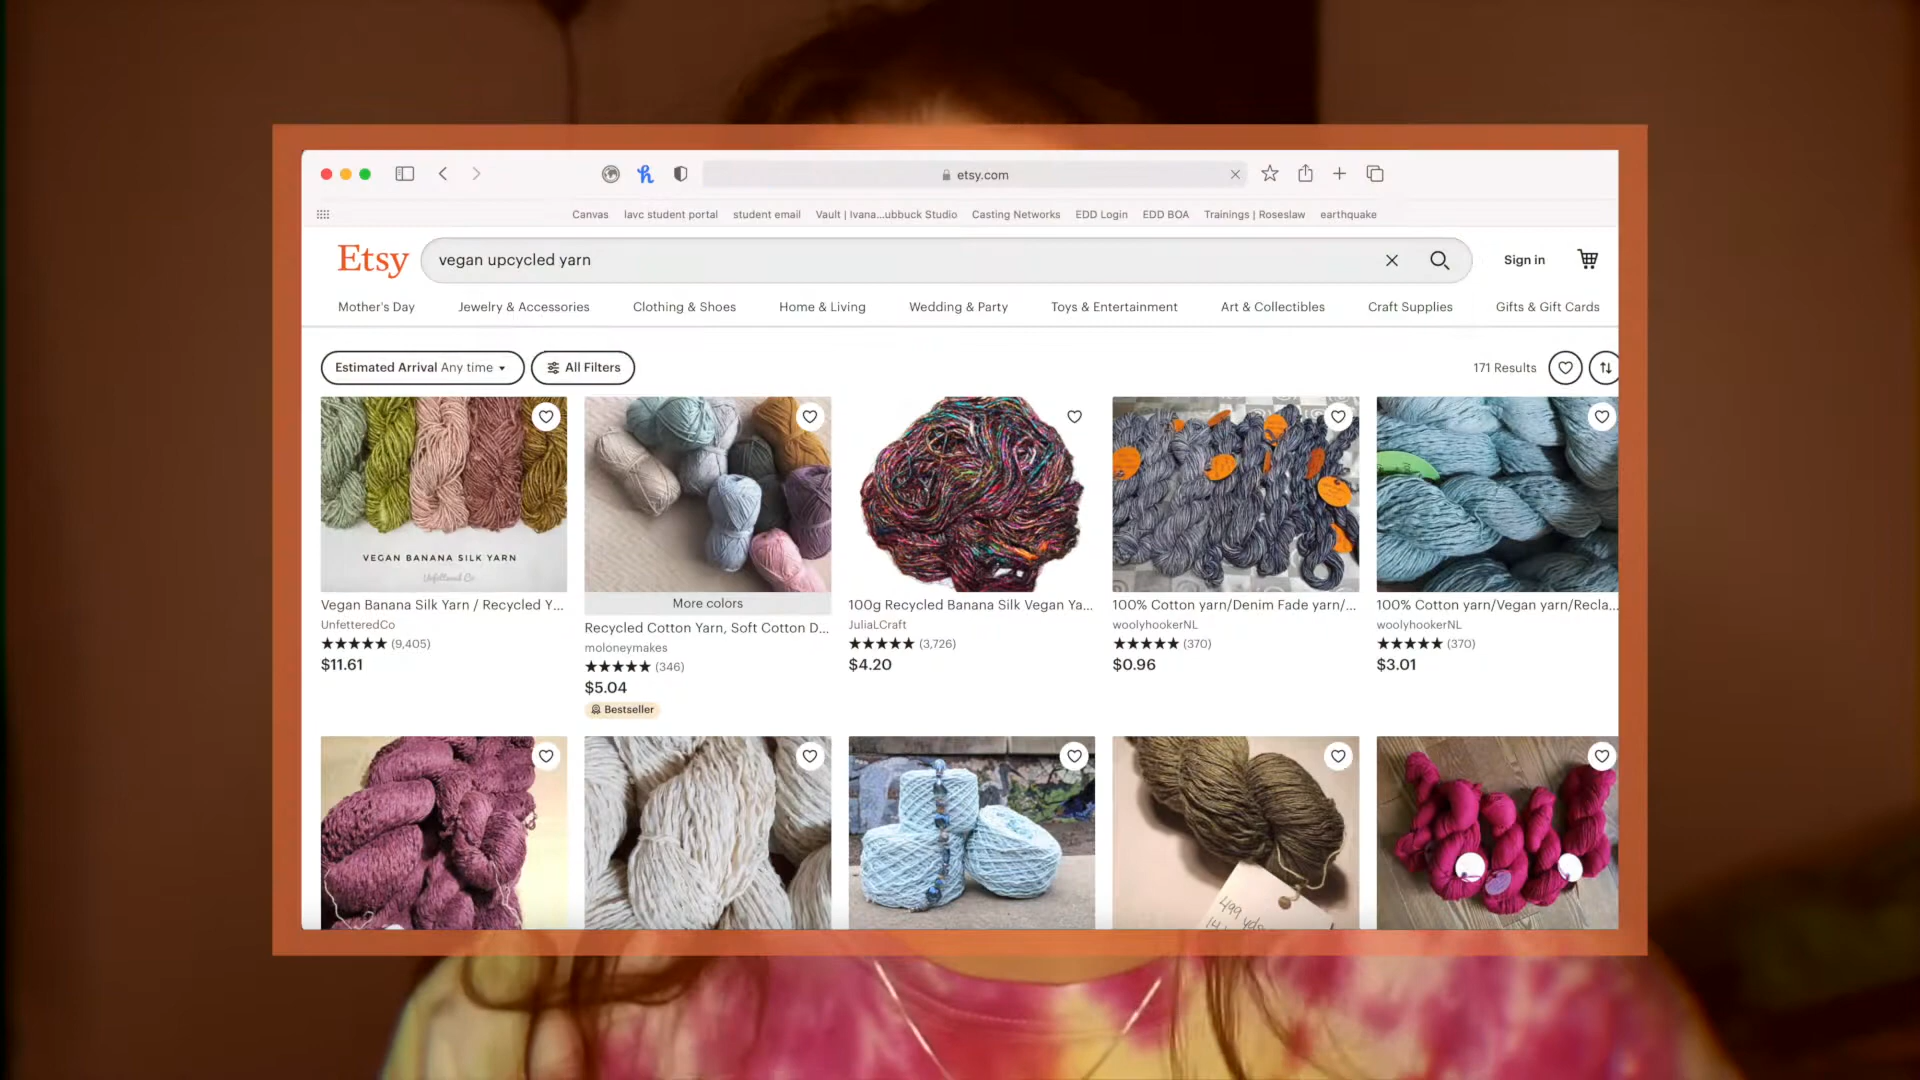 etsy.com
Canvas lavc student portal student email Vault | Ivana...ubbuck Studio Casting Networks EDD Login EDD BOA Trainings | Roseslaw earthquake
Etsy vegan upcycled yarn Sign in
Mother's Day Jewelry & Accessories Clothing & Shoes Home & Living Wedding & Party Toys & Entertainment Art & Collectibles Craft Supplies Gifts & Gift Cards
Estimated Arrival Any time All Filters 171 Results
VEGAN BANANA SILK YARN
Unfettered Co
More colors
Vegan Banana Silk Yarn / Recycled Y...
UnfetteredCo
(9,405)
$11.61
Recycled Cotton Yarn, Soft Cotton D...
moloneymakes
(346)
$5.04
Bestseller
100g Recycled Banana Silk Vegan Ya...
JuliaLCraft
(3,726)
$4.20
100% Cotton yarn/Denim Fade yarn/...
woolyhookerNL
(370)
$0.96
100% Cotton yarn/Vegan yarn/Recla...
woolyhookerNL
(370)
$3.01
499 yds